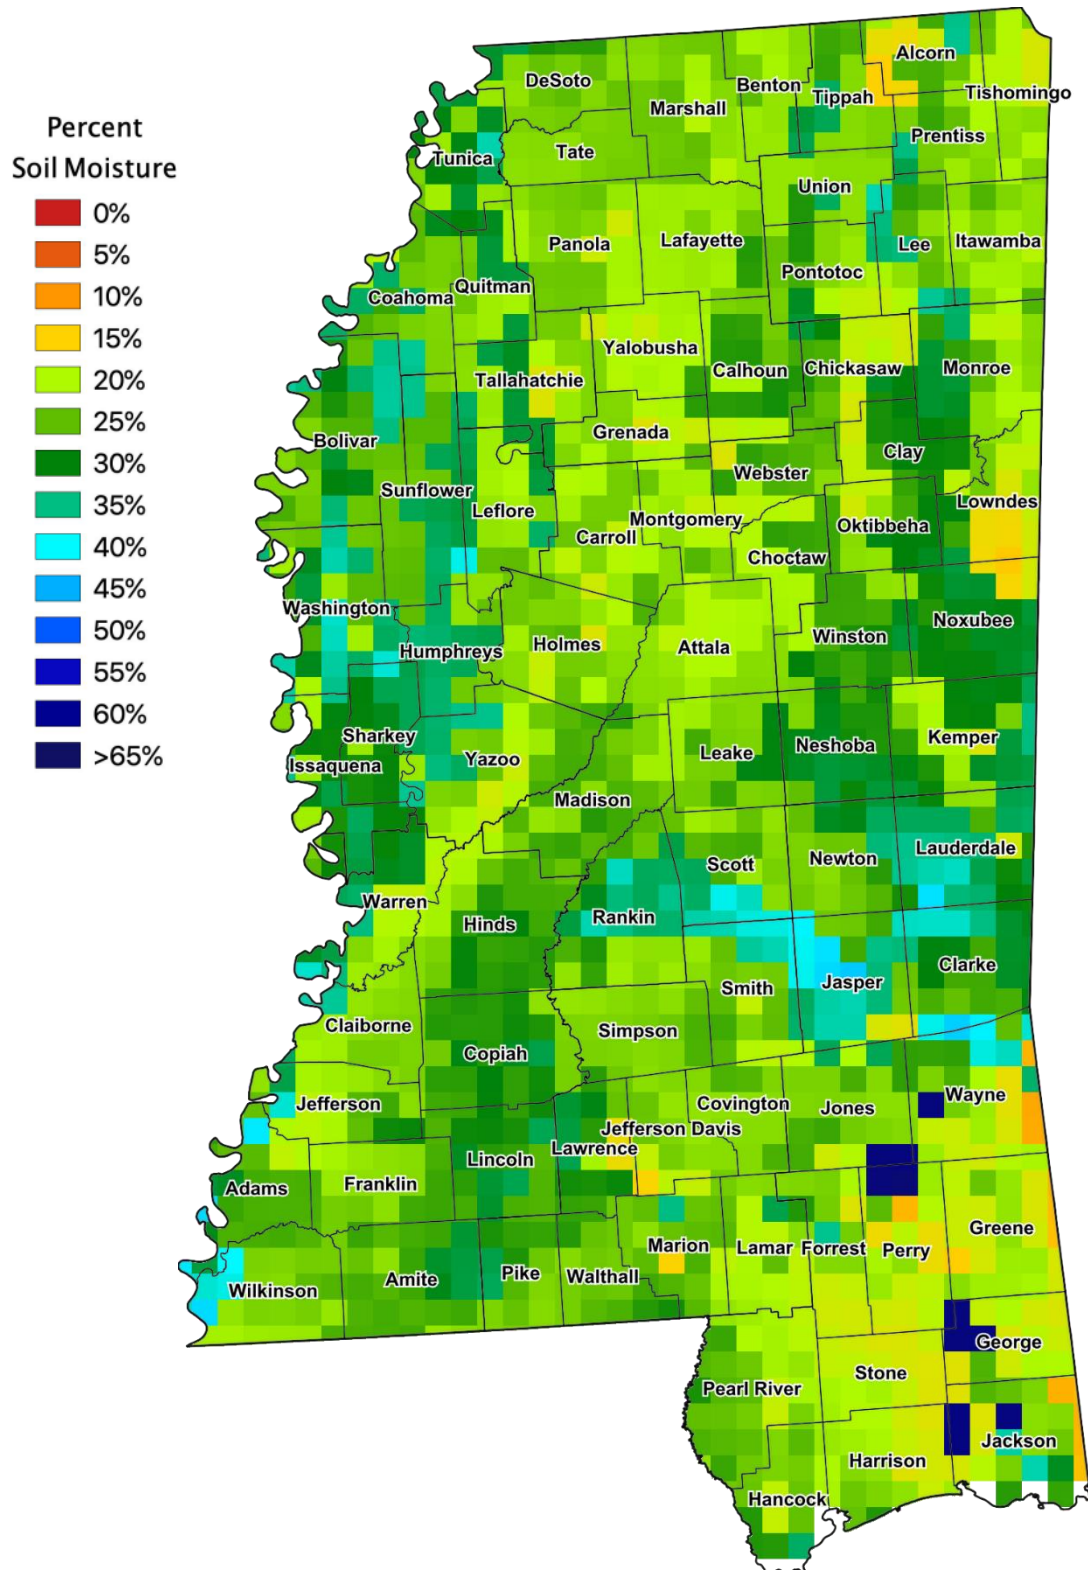 Percent
Soil Moisture
0%
5%
10%
15%
20%
25%
30%
35%
40%
45%
50%
55%
60%
>65%
Alcorn
DeSoto
Benton
Tippah
Tishomingo
Marshall
Prentiss
Tunica
Tate
Union
Panola
Lafayette
Lee
Itawamba
Pontotoc
Quitman
Coahoma
Yalobusha
Calhoun
Chickasaw
Monroe
Tallahatchie
Grenada
Bolivar
Clay
Webster
Sunflower
Lowndes
Leflore
Montgomery
Oktibbeha
Carroll
Choctaw
Washington
Noxubee
Winston
Humphreys
Holmes
Attala
Sharkey
Kemper
Neshoba
Leake
Issaquena
Yazoo
Madison
Lauderdale
Scott
Newton
Warren
Rankin
Hinds
Clarke
Smith
Jasper
Claiborne
Simpson
Copiah
Wayne
Jefferson
Covington
Jones
Jefferson Davis
Lawrence
Lincoln
Franklin
Adams
Greene
Marion
Lamar
Forrest
Perry
Pike
Walthall
Amite
Wilkinson
George
Stone
Pearl River
Jackson
Harrison
Hancock